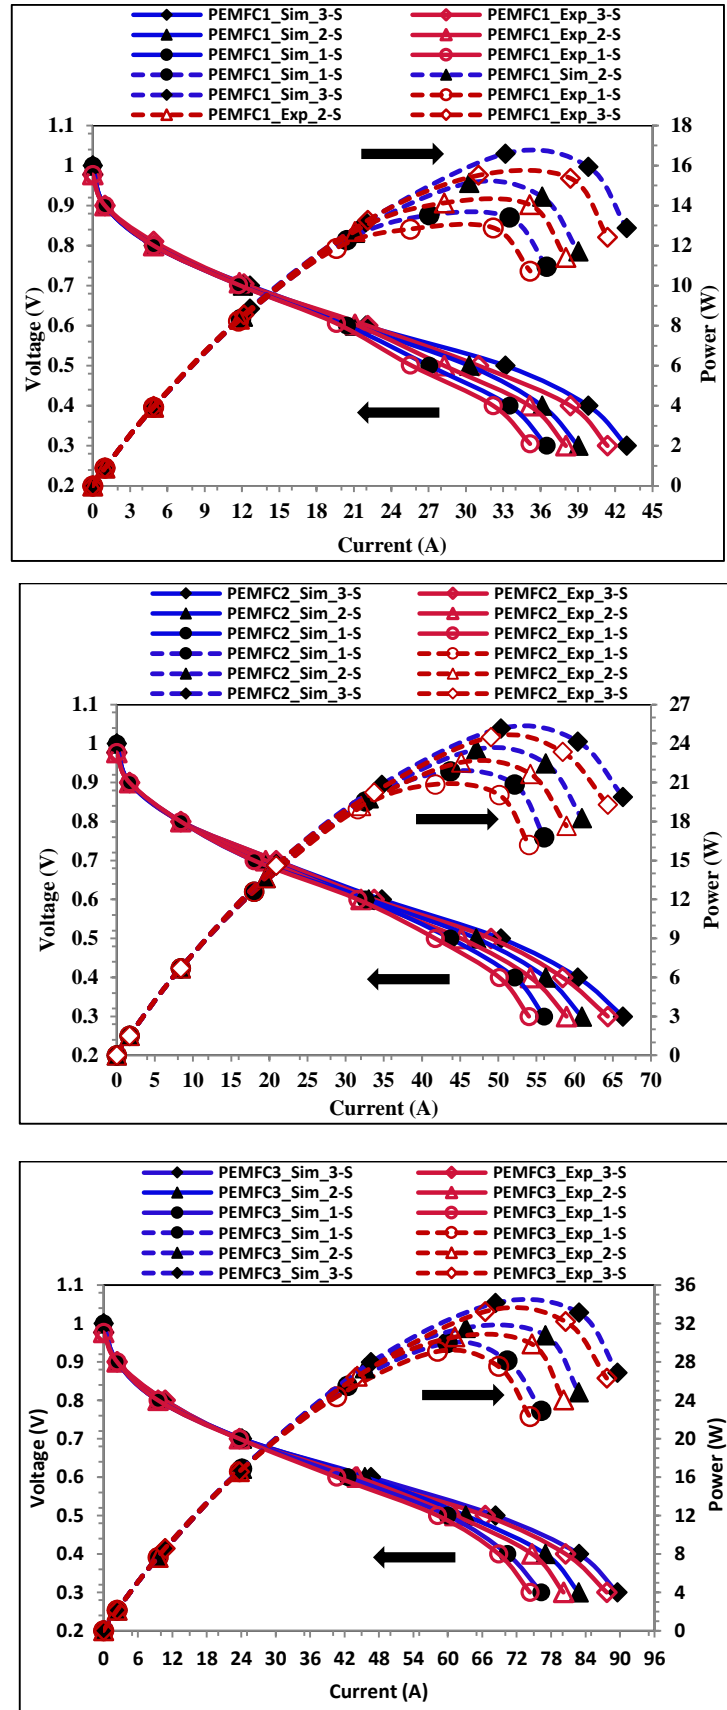 PEMFC1_Sim_3-S PEMFC1_Exp_3-S
PEMFC1_Sim_2-S PEMFC1_Exp_2-S
PEMFC1_Sim_1-S PEMFC1_Exp_1-S
PEMFC1_Sim_1-S PEMFC1_Sim_2-S
PEMFC1_Sim_3-S PEMFC1_Exp_1-S
PEMFC1_Exp_2-S PEMFC1_Exp_3-S
1.1 18
1 16
0.9 14
0.8 12
0.7 10
0.6 8
0.5 6
0.4 4
0.3 2
0.2 0
Voltage (V)
Power (W)
0 3 6 9 12 15 18 21 24 27 30 33 36 39 42 45
Current (A)
PEMFC2_Sim_3-S PEMFC2_Exp_3-S
PEMFC2_Sim_2-S PEMFC2_Exp_2-S
PEMFC2_Sim_1-S PEMFC2_Exp_1-S
PEMFC2_Sim_1-S PEMFC2_Exp_1-S
PEMFC2_Sim_2-S PEMFC2_Exp_2-S
PEMFC2_Sim_3-S PEMFC2_Exp_3-S
1.1 27
1 24
0.9 21
0.8 18
0.7 15
0.6 12
0.5 9
0.4 6
0.3 3
0.2 0
Voltage (V)
Power (W)
0 5 10 15 20 25 30 35 40 45 50 55 60 65 70
Current (A)
PEMFC3_Sim_3-S PEMFC3_Exp_3-S
PEMFC3_Sim_2-S PEMFC3_Exp_2-S
PEMFC3_Sim_1-S PEMFC3_Exp_1-S
PEMFC3_Sim_1-S PEMFC3_Exp_1-S
PEMFC3_Sim_2-S PEMFC3_Exp_2-S
PEMFC3_Sim_3-S PEMFC3_Exp_3-S
1.1 36
1 32
0.9 28
0.8 24
0.7 20
0.6 16
0.5 12
0.4 8
0.3 4
0.2 0
Voltage (V)
Power (W)
0 6 12 18 24 30 36 42 48 54 60 66 72 78 84 90 96
Current (A)